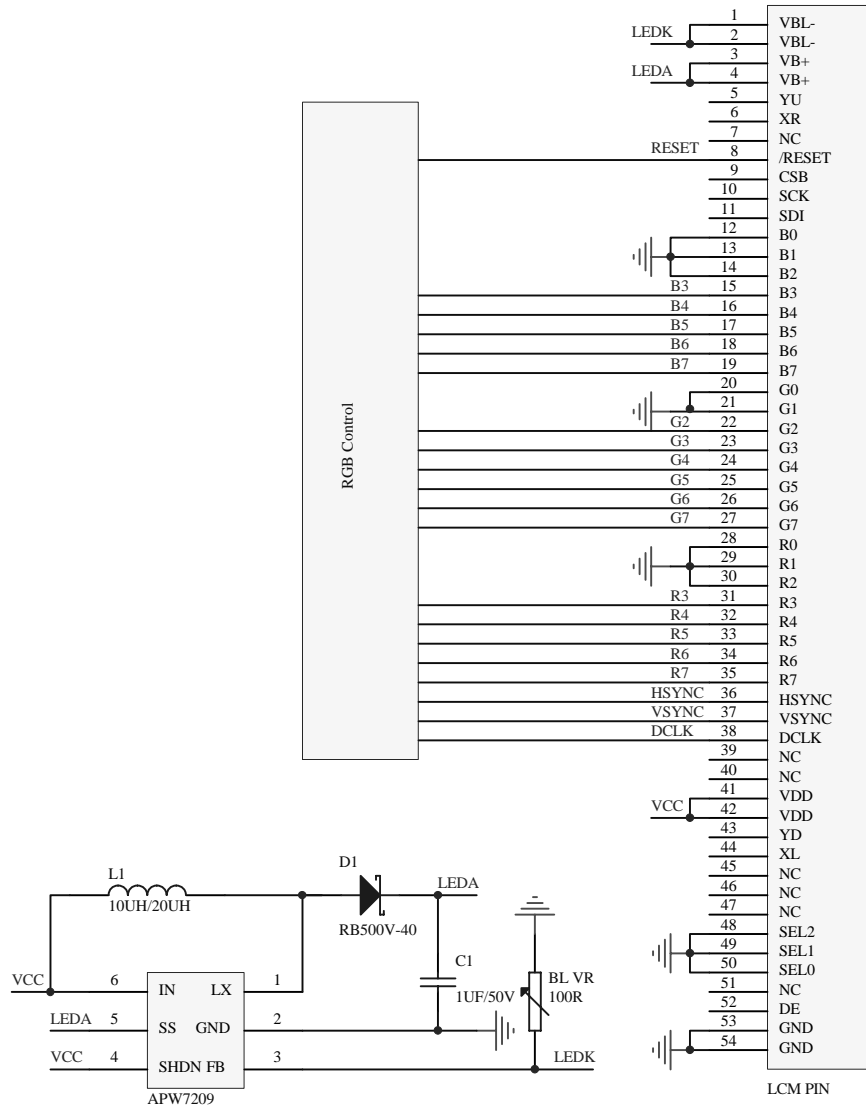 1 VBL-
LEDK 2 VBL-
3 VB+
LEDA 4 VB+
5 YU
6 XR
7 NC
RESET 8 /RESET
9 CSB
10 SCK
11 SDI
12 B0
13 B1
14 B2
B3 15 B3
B4 16 B4
B5 17 B5
B6 18 B6
B7 19 B7
20 G0
21 G1
G2 22 G2
G3 23 G3
G4 24 G4
G5 25 G5
G6 26 G6
G7 27 G7
28 R0
29 R1
30 R2
R3 31 R3
R4 32 R4
R5 33 R5
R6 34 R6
R7 35 R7
HSYNC 36 HSYNC
VSYNC 37 VSYNC
DCLK 38 DCLK
39 NC
40 NC
41 VDD
VCC 42 VDD
43 YD
44 XL
45 NC
46 NC
47 NC
48 SEL2
49 SEL1
50 SEL0
51 NC
52 DE
53 GND
54 GND
LCM PIN
RGB Control
L1
10UH/20UH
D1
RB500V-40
LEDA
C1
1UF/50V
BL VR
100R
VCC 6 IN LX 1
LEDA 5 SS GND 2
VCC 4 SHDN FB 3 LEDK
APW7209